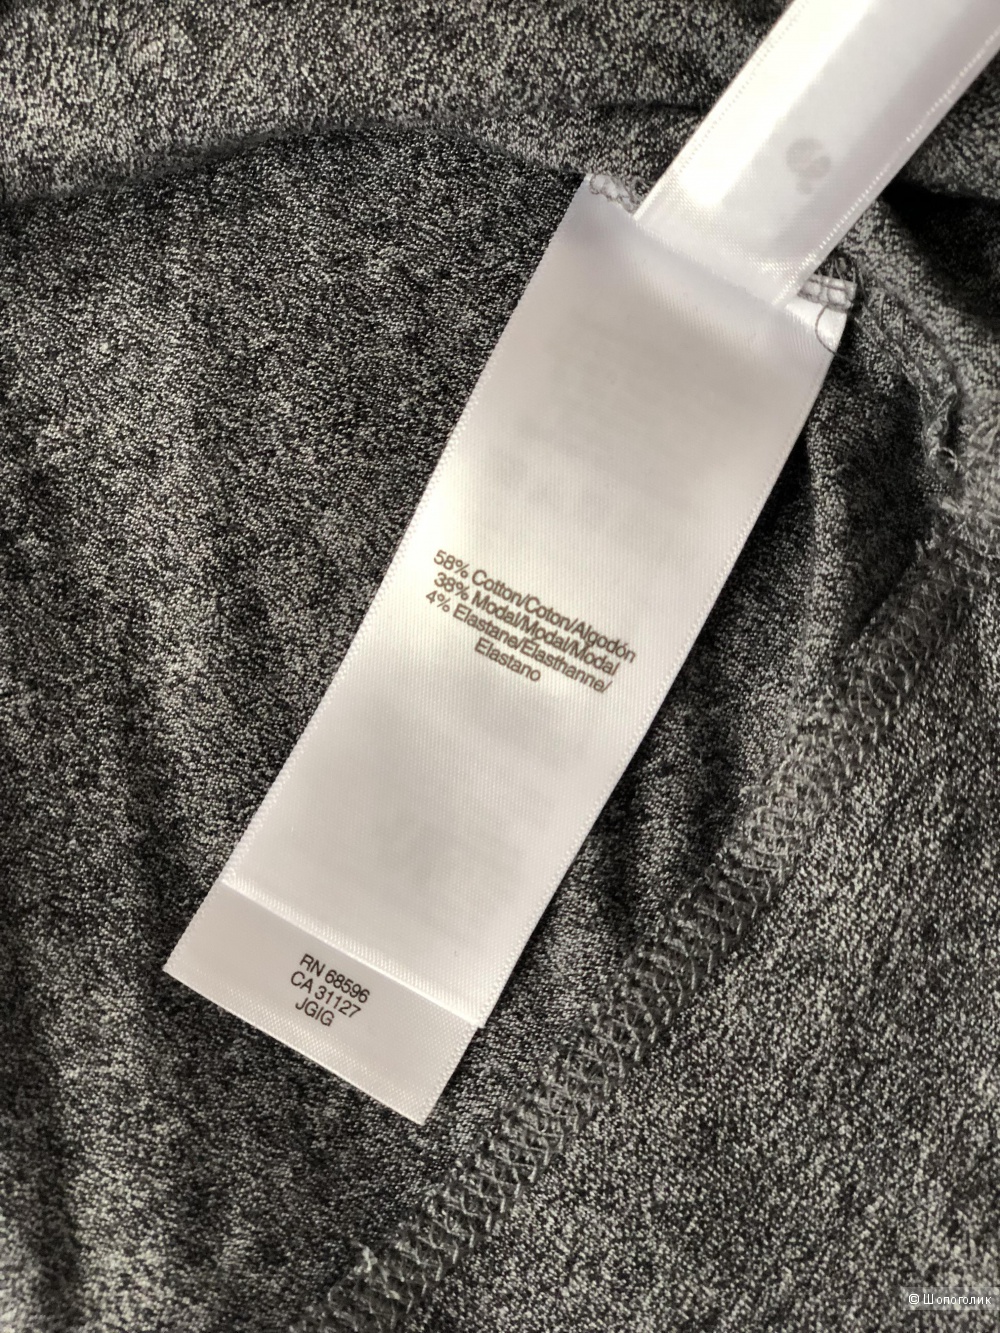 58% Cotton/Coton/Algodón
38% Modal/Modal/Modal
4% Elastane/Elasthanne/
Elastano
RN 68596
CA 31127
JGIG
© Шопоголик